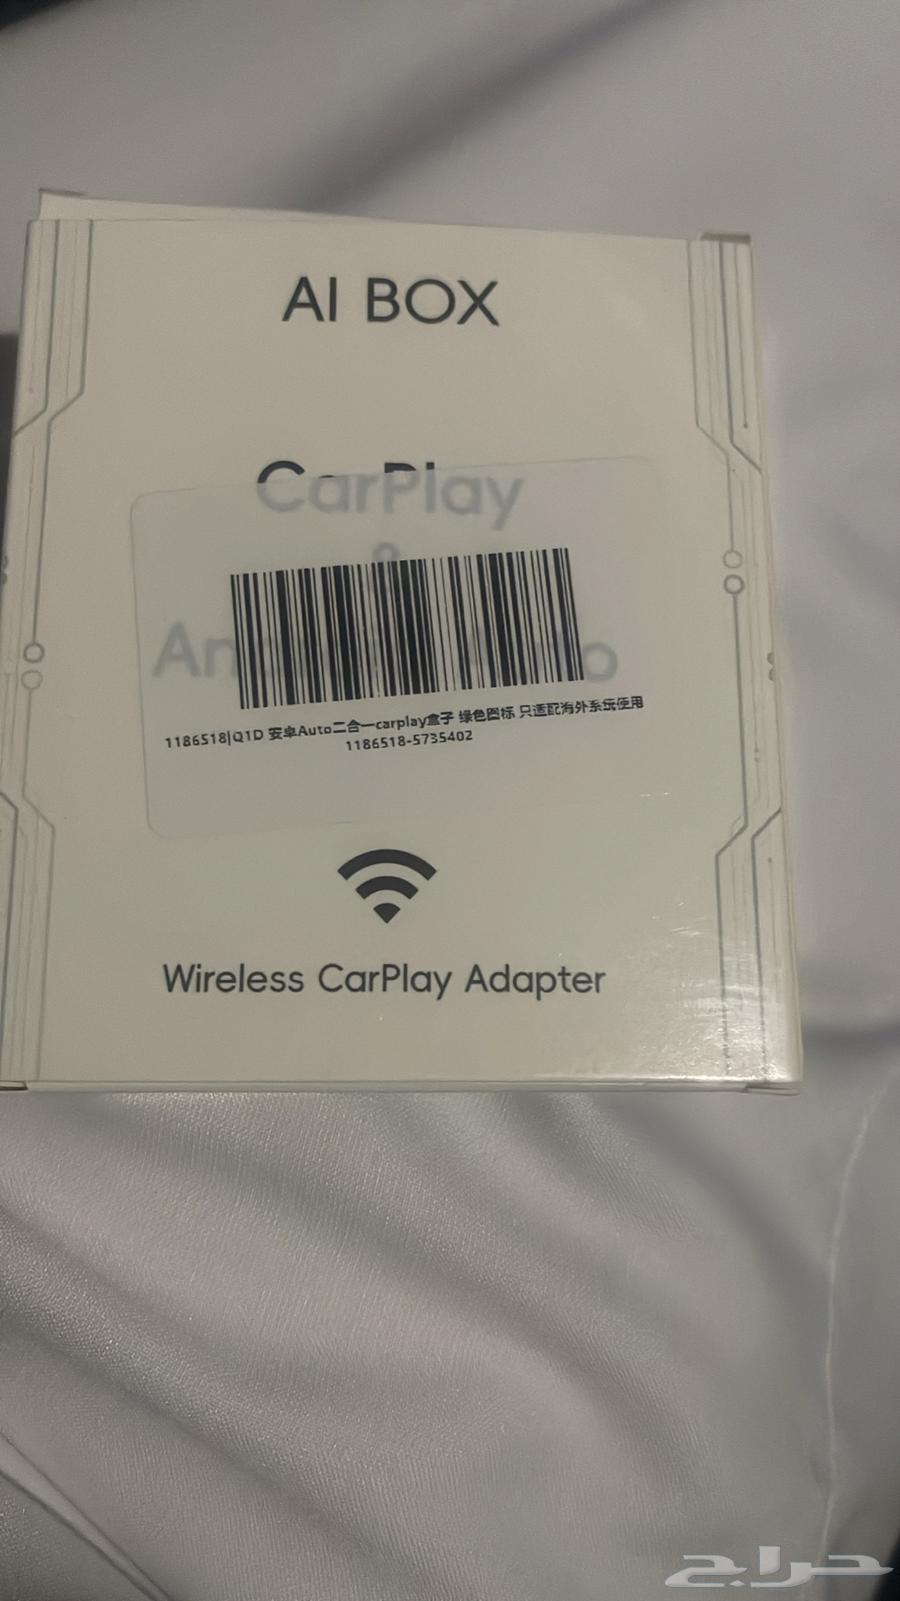 AI BOX
CarPlay
&
Android Auto
1186518|Q1D 安卓Auto二合一carplay盒子 绿色图标 只适配海外系统使用
1186518-5735402
Wireless CarPlay Adapter
حراج